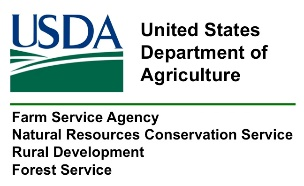 USDA
United States
Department of
Agriculture
Farm Service Agency
Natural Resources Conservation Service
Rural Development
Forest Service